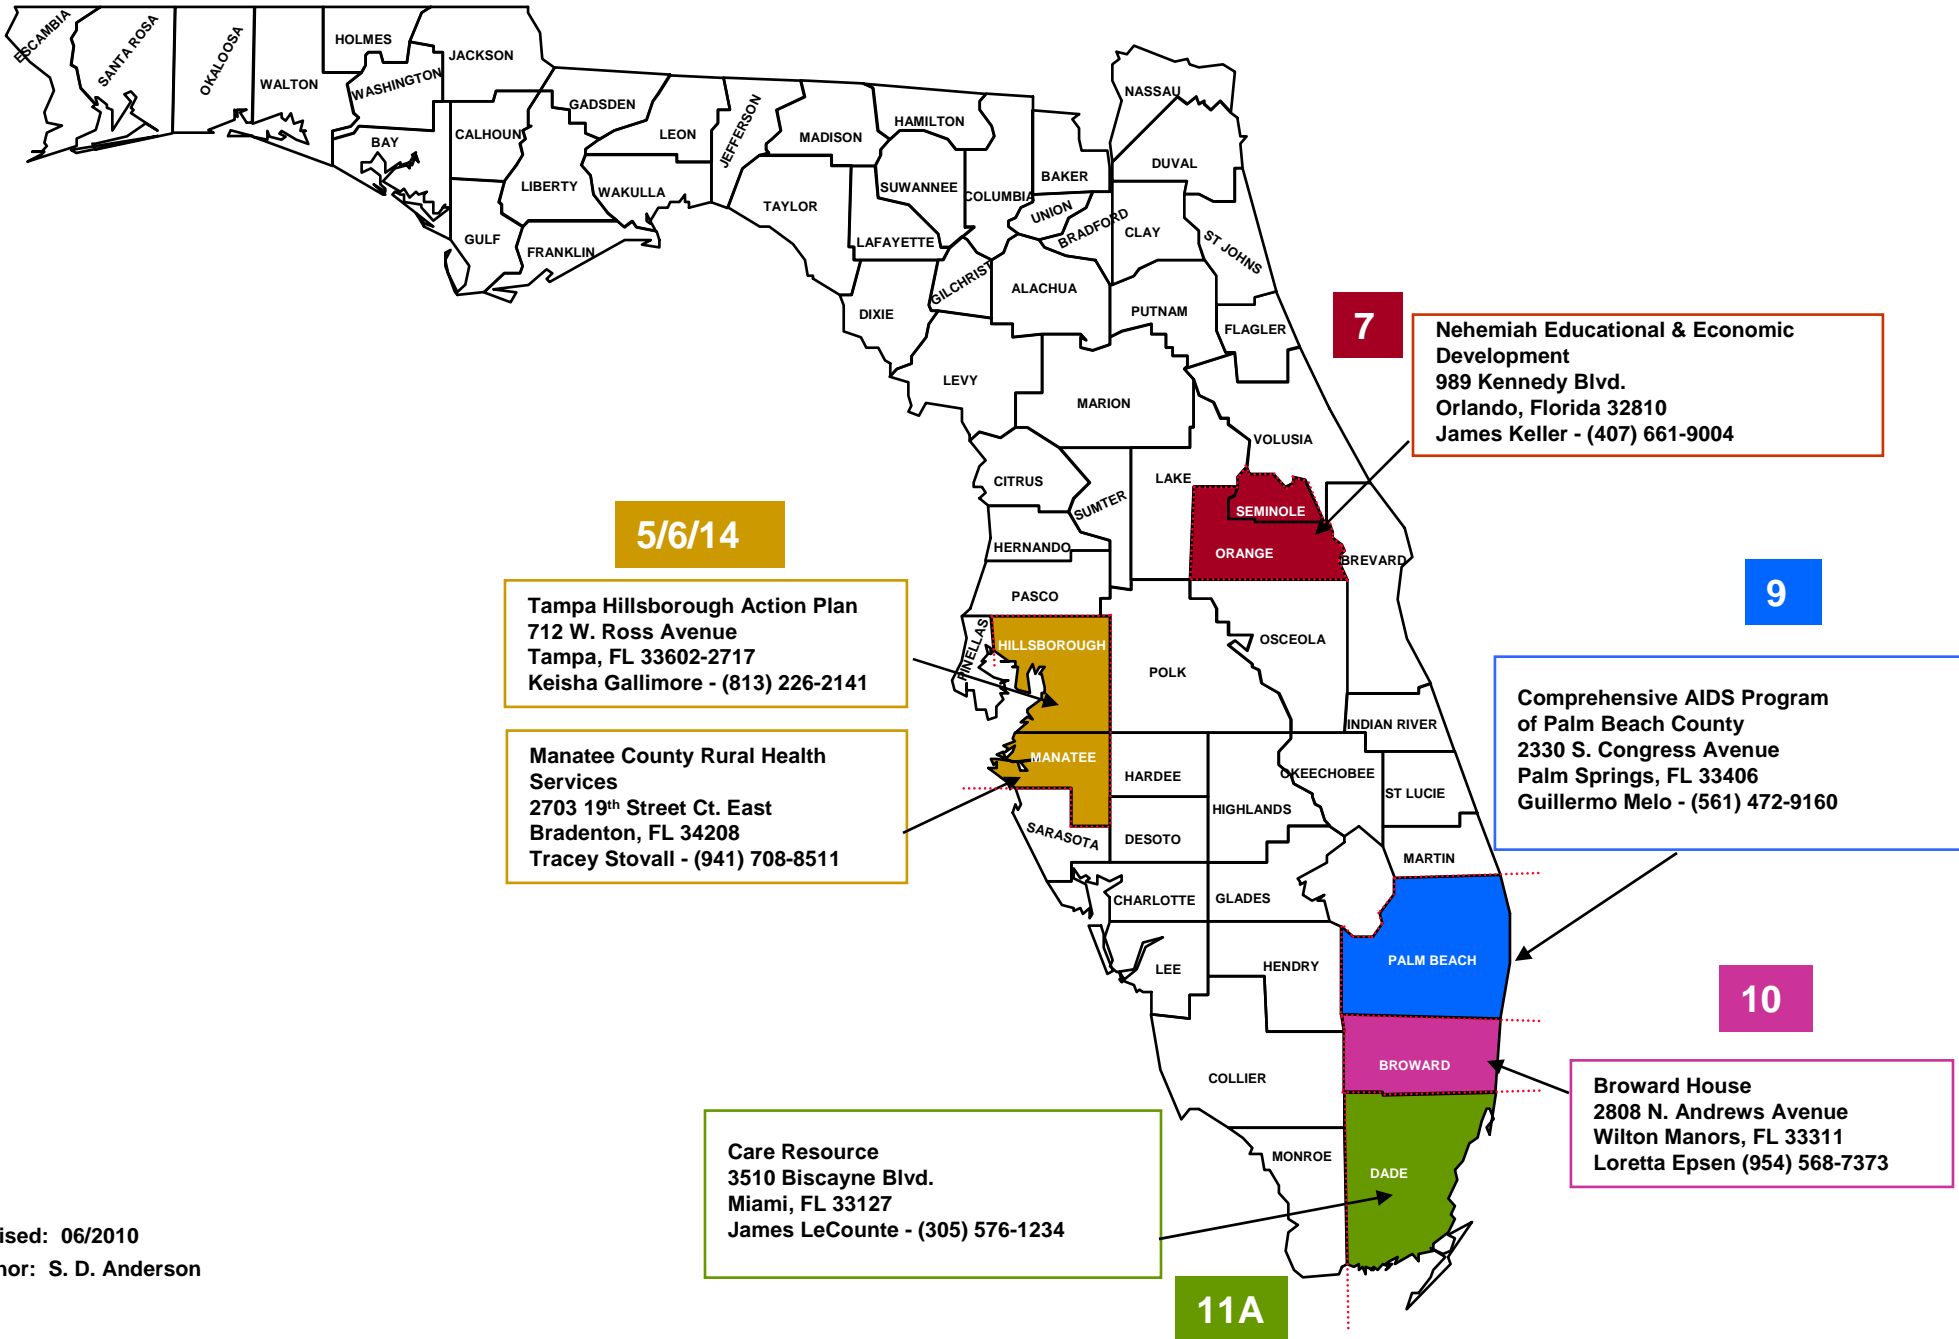 ESCAMBIA
SANTA ROSA
OKALOOSA
WALTON
HOLMES
WASHINGTON
JACKSON
BAY
CALHOUN
GULF
GADSDEN
LIBERTY
FRANKLIN
LEON
WAKULLA
JEFFERSON
MADISON
TAYLOR
HAMILTON
SUWANNEE
LAFAYETTE
COLUMBIA
BAKER
UNION
BRADFORD
NASSAU
DUVAL
CLAY
ST JOHNS
DIXIE
GILCHRIST
ALACHUA
PUTNAM
FLAGLER
LEVY
MARION
VOLUSIA
CITRUS
SUMTER
LAKE
SEMINOLE
ORANGE
HERNANDO
BREVARD
PASCO
PINELLAS
HILLSBOROUGH
POLK
OSCEOLA
INDIAN RIVER
MANATEE
HARDEE
HIGHLANDS
OKEECHOBEE
ST LUCIE
SARASOTA
DESOTO
MARTIN
CHARLOTTE
GLADES
LEE
HENDRY
PALM BEACH
BROWARD
COLLIER
MONROE
DADE
7
Nehemiah Educational & Economic
Development
989 Kennedy Blvd.
Orlando, Florida 32810
James Keller - (407) 661-9004
5/6/14
Tampa Hillsborough Action Plan
712 W. Ross Avenue
Tampa, FL 33602-2717
Keisha Gallimore - (813) 226-2141
Manatee County Rural Health
Services
2703 19th Street Ct. East
Bradenton, FL 34208
Tracey Stovall - (941) 708-8511
9
Comprehensive AIDS Program
of Palm Beach County
2330 S. Congress Avenue
Palm Springs, FL 33406
Guillermo Melo - (561) 472-9160
10
Broward House
2808 N. Andrews Avenue
Wilton Manors, FL 33311
Loretta Epsen (954) 568-7373
Care Resource
3510 Biscayne Blvd.
Miami, FL 33127
James LeCounte - (305) 576-1234
11A
ised: 06/2010
hor: S. D. Anderson